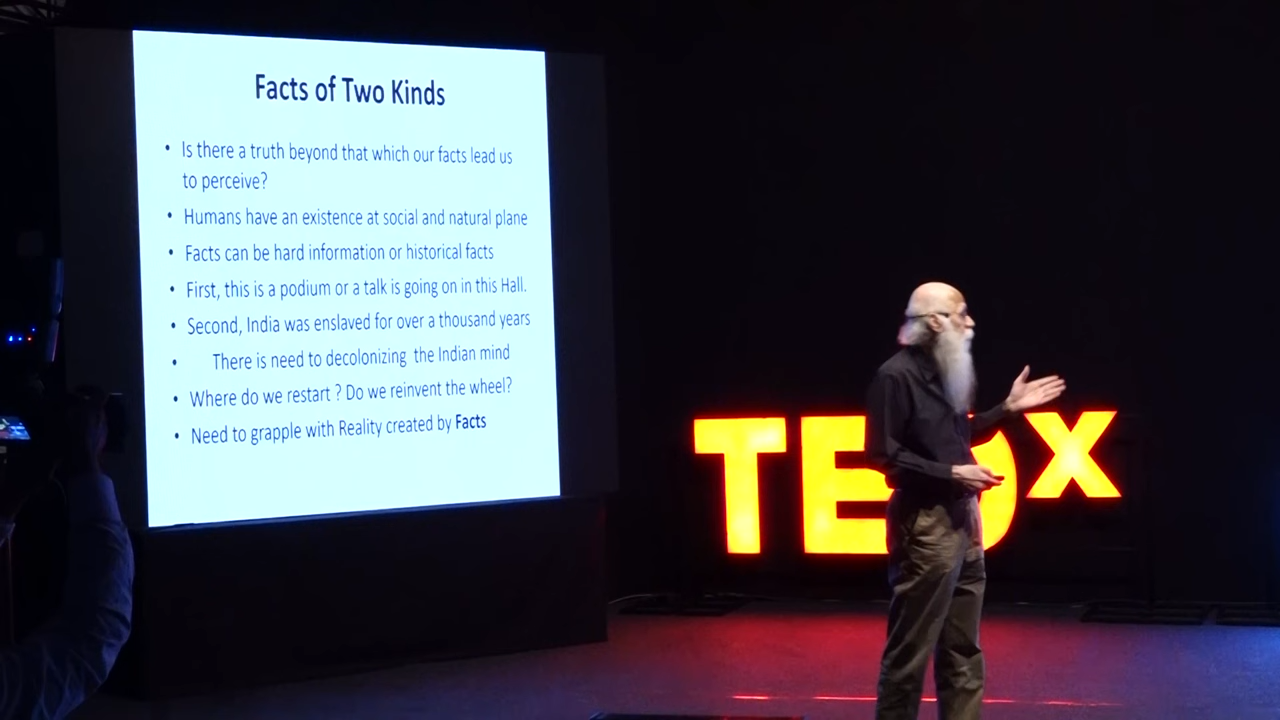 Facts of Two Kinds
• Is there a truth beyond that which our facts lead us
to perceive?
• Humans have an existence at social and natural plane
• Facts can be hard information or historical facts
• First, this is a podium or a talk is going on in this Hall.
• Second, India was enslaved for over a thousand years
• There is need to decolonizing the Indian mind
• Where do we restart ? Do we reinvent the wheel?
• Need to grapple with Reality created by Facts
TEDx